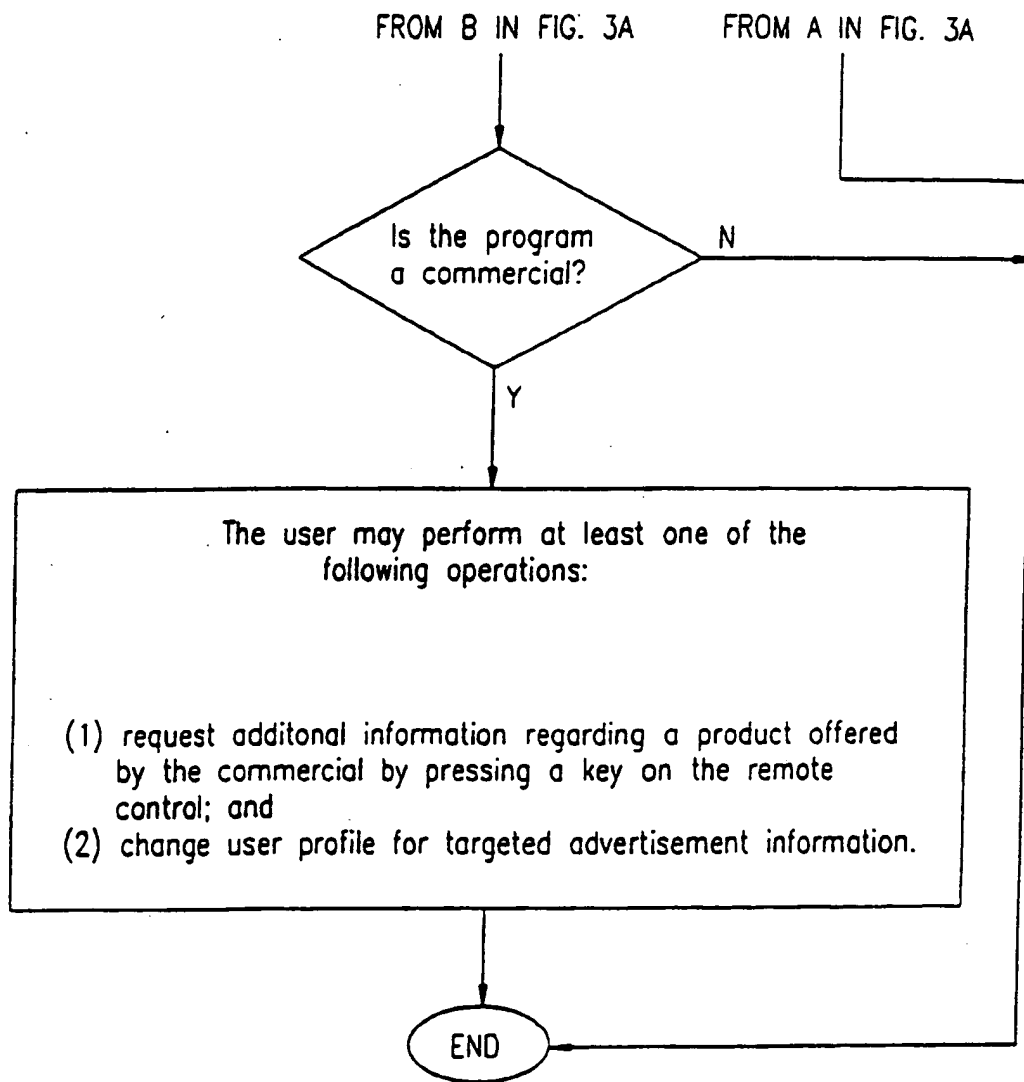 FROM B IN FIG. 3A
FROM A IN FIG. 3A
Is the program
a commercial?
N
Y
The user may perform at least one of the
following operations:
(1) request additonal information regarding a product offered
by the commercial by pressing a key on the remote
control; and
(2) change user profile for targeted advertisement information.
END